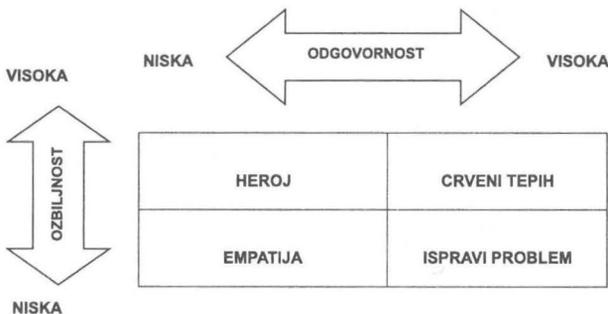 ODGOVORNOST
NISKA
VISOKA
VISOKA
OZBILJNOST
HEROJ
CRVENI TEPIH
EMPATIJA
ISPRAVI PROBLEM
NISKA